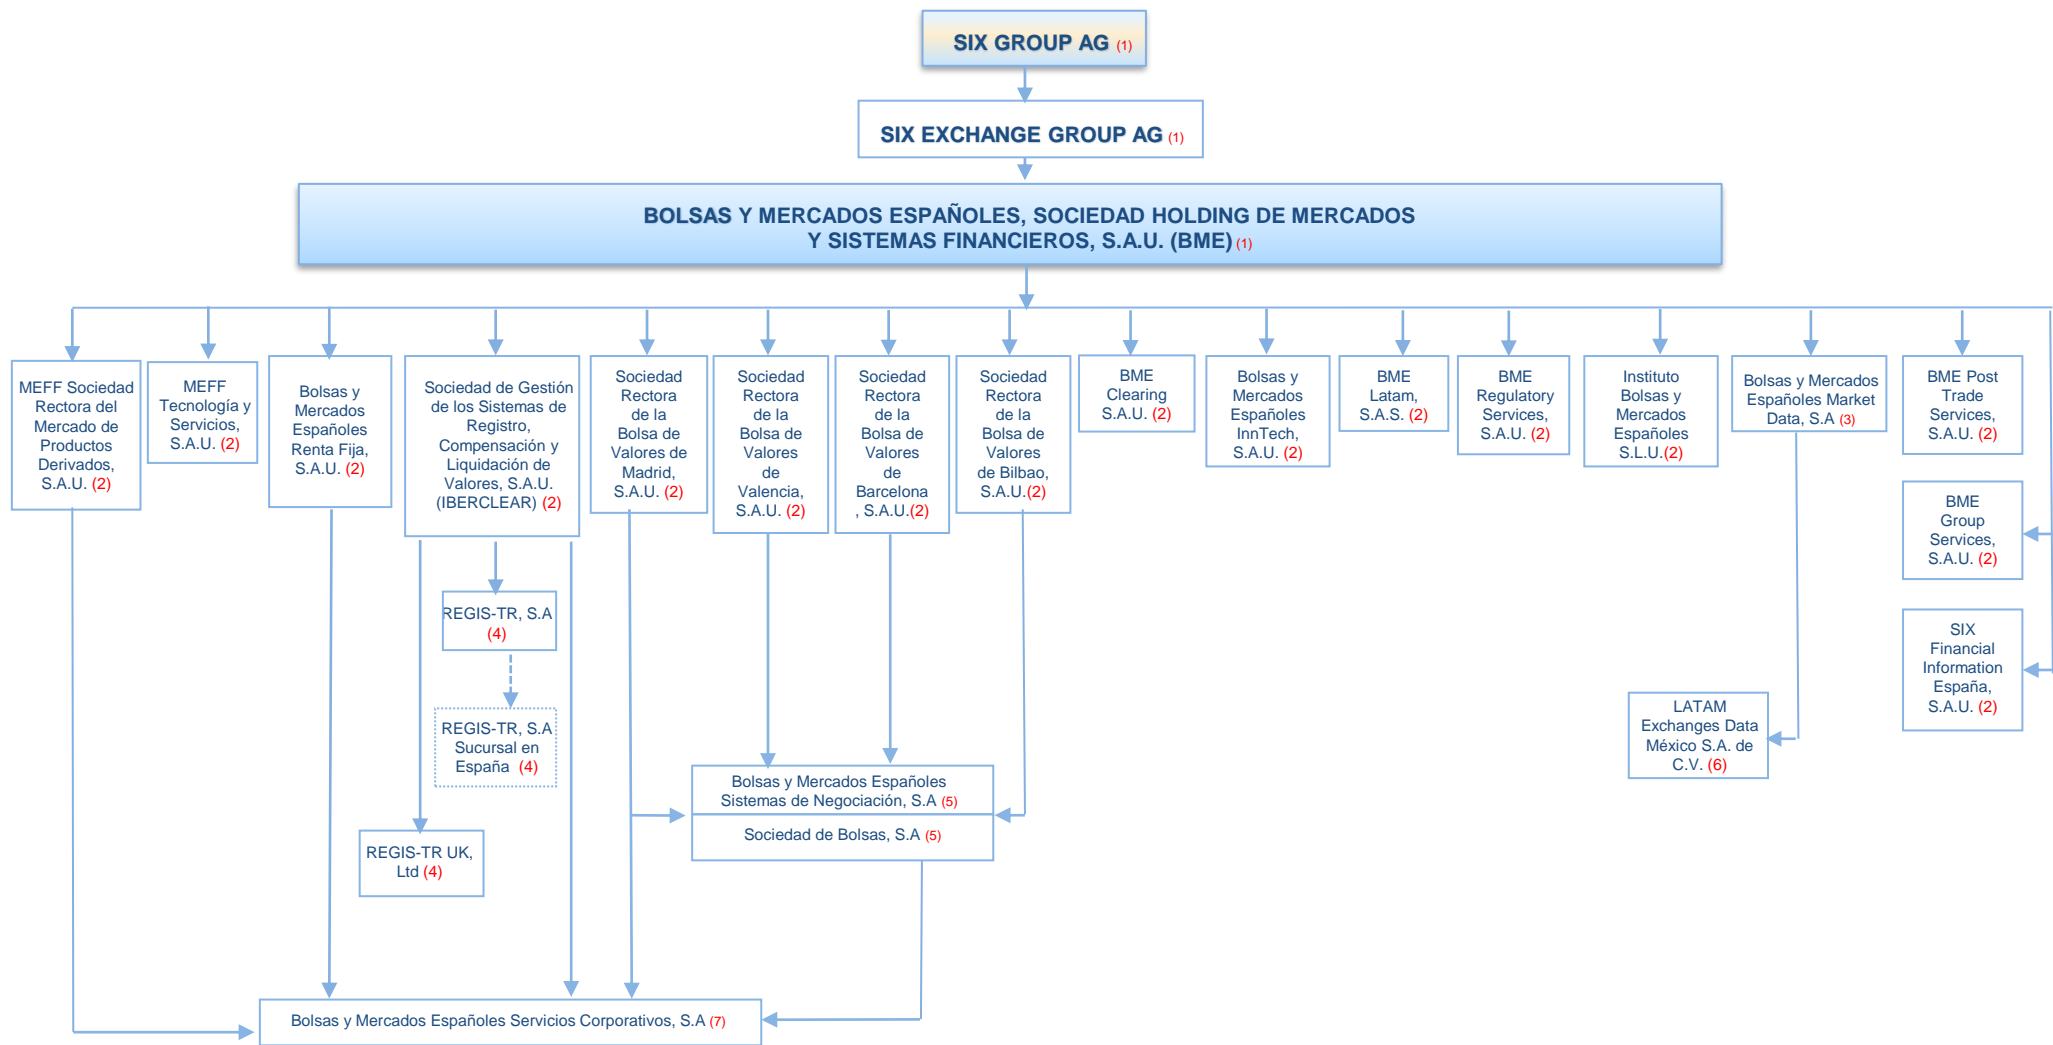 SIX GROUP AG (1)
SIX EXCHANGE GROUP AG (1)
BOLSAS Y MERCADOS ESPAÑOLES, SOCIEDAD HOLDING DE MERCADOS
Y SISTEMAS FINANCIEROS, S.A.U. (BME) (1)
MEFF Sociedad
Rectora del
Mercado de
Productos
Derivados,
S.A.U. (2)
MEFF
Tecnología y
Servicios,
S.A.U. (2)
Bolsas y
Mercados
Españoles
Renta Fija,
S.A.U. (2)
Sociedad de Gestión
de los Sistemas de
Registro,
Compensación y
Liquidación de
Valores, S.A.U.
(IBERCLEAR) (2)
Sociedad
Rectora
de la
Bolsa de
Valores de
Madrid,
S.A.U. (2)
Sociedad
Rectora
de la
Bolsa de
Valores
de
Valencia,
S.A.U. (2)
Sociedad
Rectora
de la
Bolsa de
Valores
de
Barcelona
, S.A.U.(2)
Sociedad
Rectora
de la
Bolsa de
Valores
de Bilbao,
S.A.U.(2)
BME
Clearing
S.A.U. (2)
Bolsas y
Mercados
Españoles
InnTech,
S.A.U. (2)
BME
Latam,
S.A.S. (2)
BME
Regulatory
Services,
S.A.U. (2)
Instituto
Bolsas y
Mercados
Españoles
S.L.U.(2)
Bolsas y Mercados
Españoles Market
Data, S.A (3)
BME Post
Trade
Services,
S.A.U. (2)
BME
Group
Services,
S.A.U. (2)
SIX
Financial
Information
España,
S.A.U. (2)
REGIS-TR, S.A
(4)
REGIS-TR, S.A
Sucursal en
España (4)
REGIS-TR UK,
Ltd (4)
LATAM
Exchanges Data
México S.A. de
C.V. (6)
Bolsas y Mercados Españoles
Sistemas de Negociación, S.A (5)
Sociedad de Bolsas, S.A (5)
Bolsas y Mercados Españoles Servicios Corporativos, S.A (7)